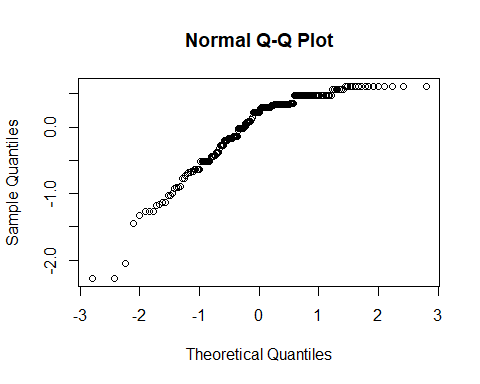 Normal Q-Q Plot
Sample Quantiles
0.0
-1.0
-2.0
-3 -2 -1 0 1 2 3
Theoretical Quantiles